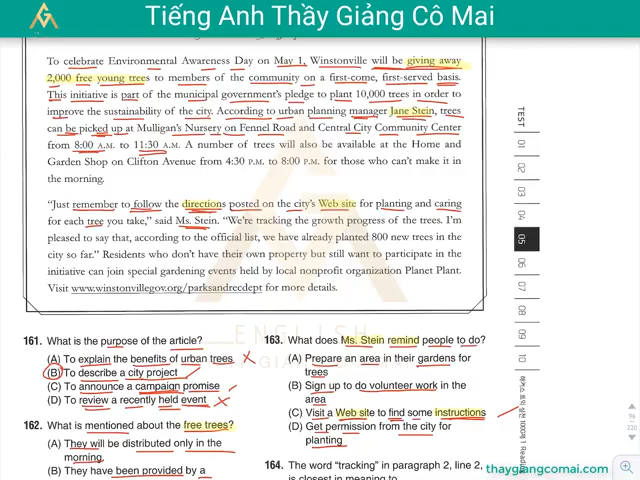 Tiếng Anh Thầy Giảng Cô Mai
To celebrate Environmental Awareness Day on May 1, Winstonville will be giving away
2,000 free young trees to members of the community on a first-come, first-served basis.
This initiative is part of the municipal government's pledge to plant 10,000 trees in order to
improve the sustainability of the city. According to urban planning manager Jane Stein, trees
can be picked up at Mulligan's Nursery on Fennel Road and Central City Community Center
from 8:00 A.M. to 11:30 A.M. A number of trees will also be available at the Home and
Garden Shop on Clifton Avenue from 4:30 P.M. to 8:00 P.M. for those who can't make it in
the morning.
"Just remember to follow the directions posted on the city's Web site for planting and caring
for each tree you take," said Ms. Stein. "We're tracking the growth progress of the trees. I'm
pleased to say that, according to the official list, we have already planted 800 new trees in the
city so far." Residents who don't have their own property but still want to participate in the
initiative can join special gardening events held by local nonprofit organization Planet Plant.
Visit www.winstonvillegov.org/parksandrecdept for more details.
ENGLISH
161. What is the purpose of the article?
(A) To explain the benefits of urban trees
(B) To describe a city project
(C) To announce a campaign promise
(D) To review a recently held event
162. What is mentioned about the free trees?
(A) They will be distributed only in the
morning.
(B) They have been provided by a
163. What does Ms. Stein remind people to do?
(A) Prepare an area in their gardens for
trees
(B) Sign up to do volunteer work in the
area
(C) Visit a Web site to find some instructions
(D) Get permission from the city for
planting
164. The word "tracking" in paragraph 2, line 2,
is closest in meaning to
TEST
01
02
03
04
05
06
07
08
09
10
해커스 토익 실전 1000제 1 Reading
220
thaygiangcomai.com